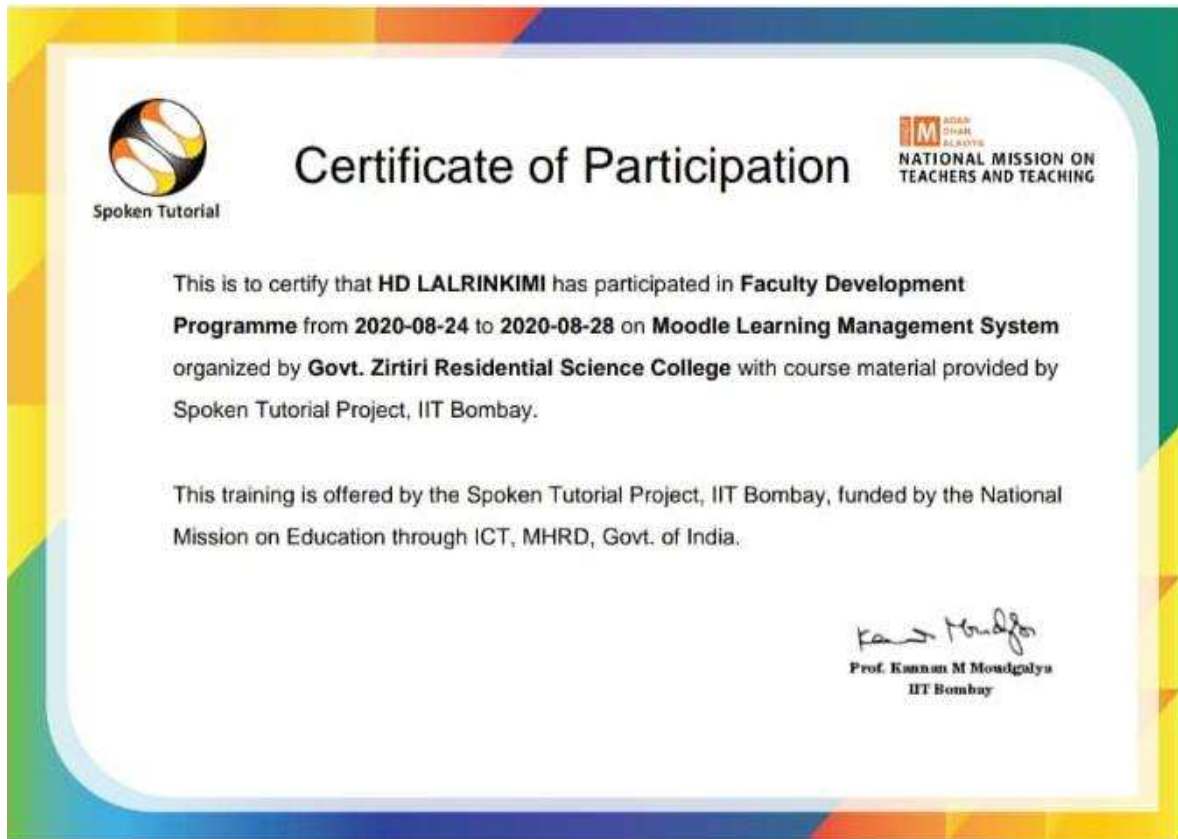 Spoken Tutorial
Certificate of Participation
M
ADAN
OHAN
ALAVIYA
NATIONAL MISSION ON
TEACHERS AND TEACHING
This is to certify that HD LALRINKIMI has participated in Faculty Development
Programme from 2020-08-24 to 2020-08-28 on Moodle Learning Management System
organized by Govt. Zirtiri Residential Science College with course material provided by
Spoken Tutorial Project, IIT Bombay.
This training is offered by the Spoken Tutorial Project, IIT Bombay, funded by the National
Mission on Education through ICT, MHRD, Govt. of India.
Prof. Kannan M Moudgalya
IIT Bombay